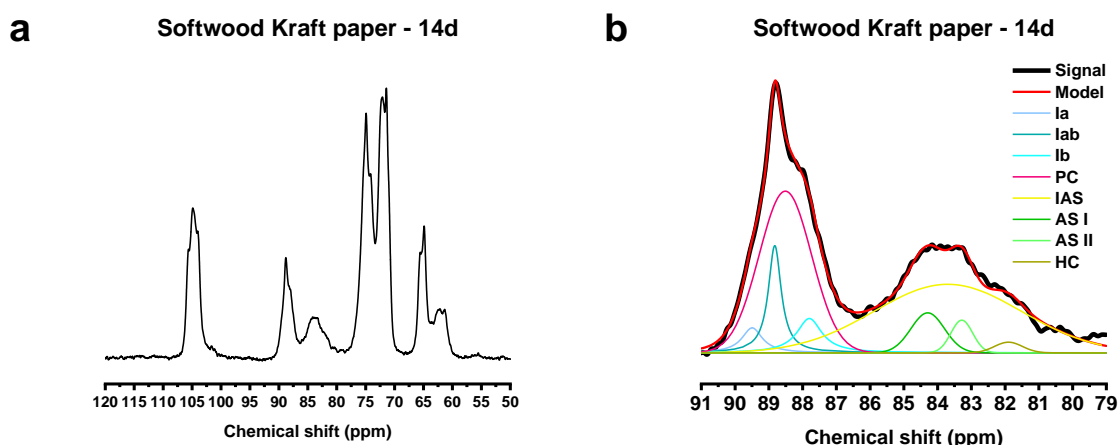 a
Softwood Kraft paper - 14d
120 115 110 105 100 95 90 85 80 75 70 65 60 55 50
Chemical shift (ppm)
b
Softwood Kraft paper - 14d
Signal
Model
Ia
Iab
Ib
PC
IAS
AS I
AS II
HC
91 90 89 88 87 86 85 84 83 82 81 80 79
Chemical shift (ppm)